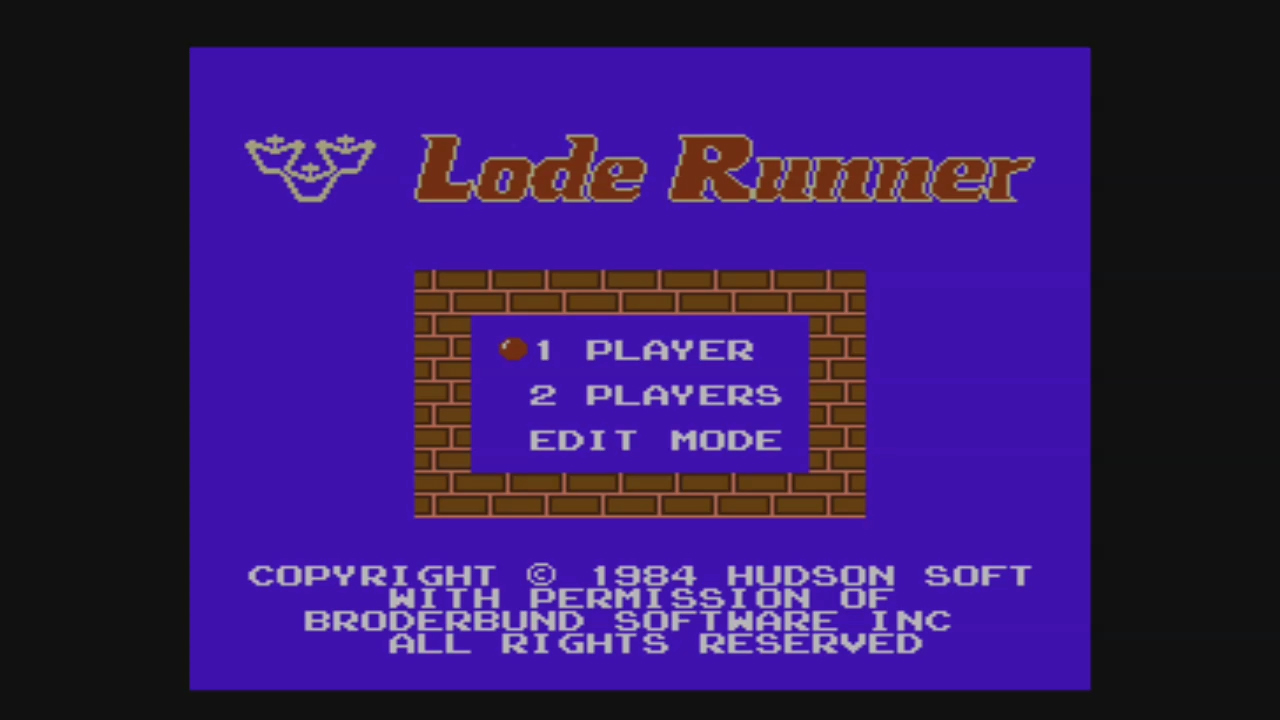 Lode Runner
1 PLAYER
2 PLAYERS
EDIT MODE
COPYRIGHT © 1984 HUDSON SOFT
WITH PERMISSION OF
BRODERBUND SOFTWARE INC
ALL RIGHTS RESERVED